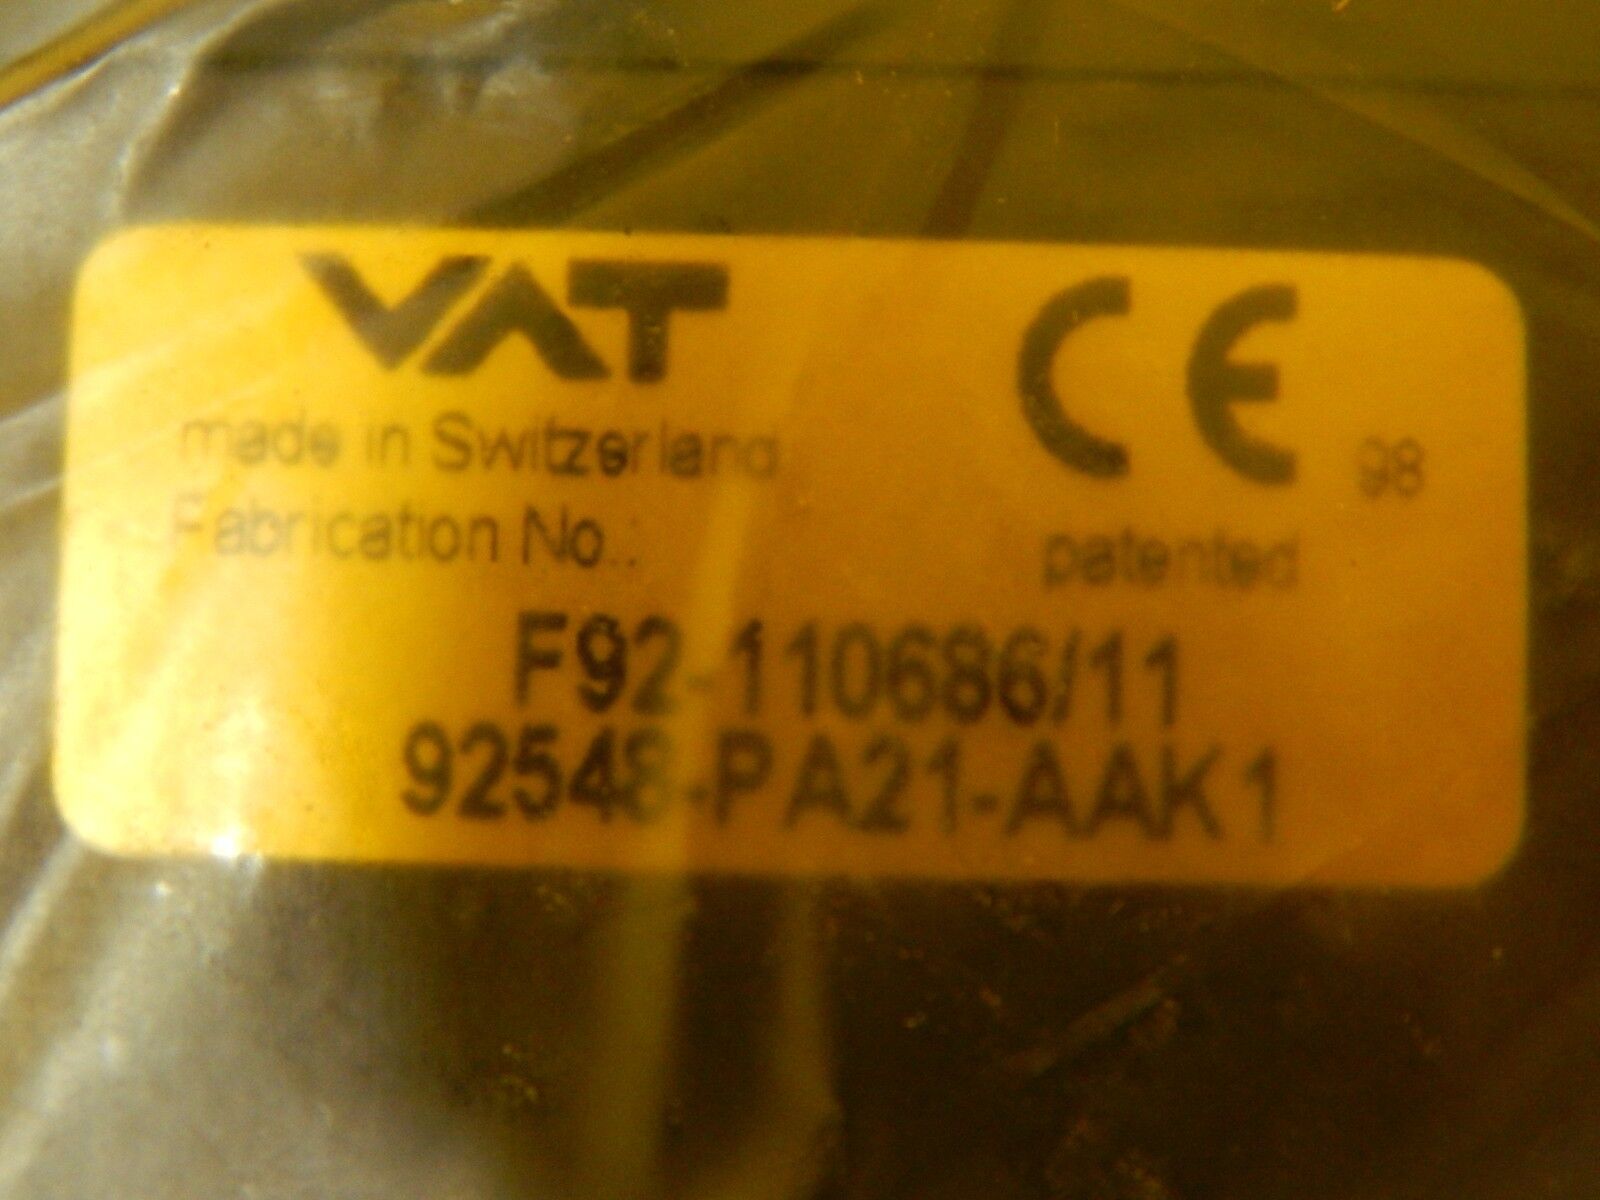 VAT CE 98
made in Switzerland
Fabrication No.: patented
F92-110686/11
92548-PA21-AAK1